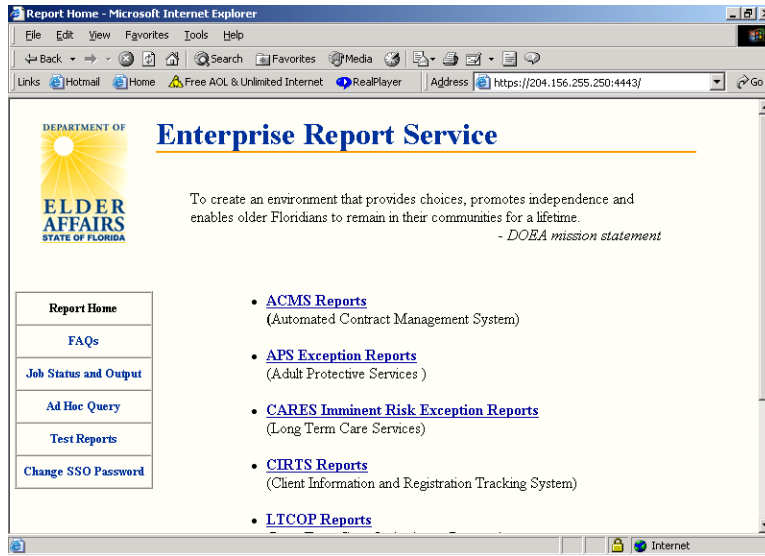 Report Home - Microsoft Internet Explorer
File Edit View Favorites Tools Help
Back Search Favorites Media
Links Hotmail Home Free AOL & Unlimited Internet RealPlayer Address https://204.156.255.250:4443/ Go
DEPARTMENT OF
ELDER
AFFAIRS
STATE OF FLORIDA
Enterprise Report Service
To create an environment that provides choices, promotes independence and
enables older Floridians to remain in their communities for a lifetime.
- DOEA mission statement
Report Home
FAQs
Job Status and Output
Ad Hoc Query
Test Reports
Change SSO Password
• ACMS Reports
(Automated Contract Management System)
• APS Exception Reports
(Adult Protective Services )
• CARES Imminent Risk Exception Reports
(Long Term Care Services)
• CIRTS Reports
(Client Information and Registration Tracking System)
• LTCOP Reports
Internet